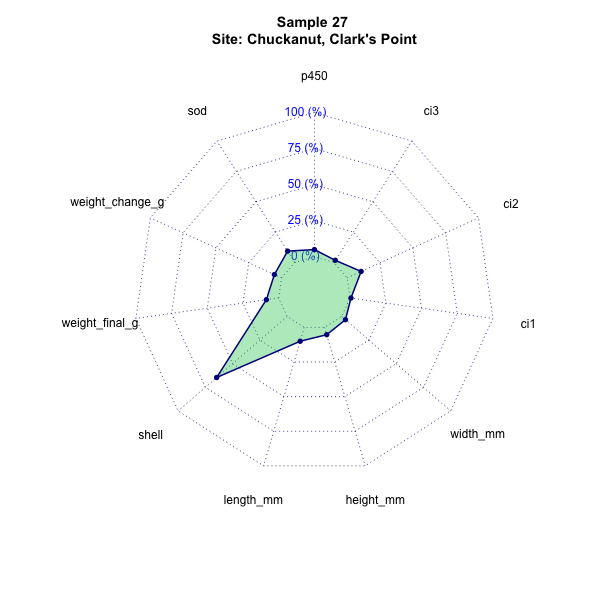 Sample 27
Site: Chuckanut, Clark's Point
p450
sod
ci3
100 (%)
75 (%)
50 (%)
25 (%)
0 (%)
weight_change_g
ci2
weight_final_g
ci1
shell
width_mm
length_mm
height_mm